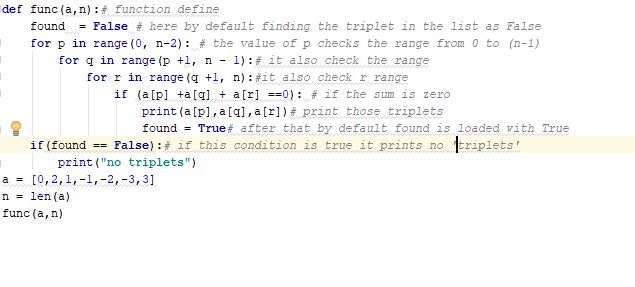 def func(a,n):# function define
found = False # here by default finding the triplet in the list as False
for p in range(0, n-2): # the value of p checks the range from 0 to (n-1)
for q in range(p +1, n - 1):# it also check the range
for r in range(q +1, n):#it also check r range
if (a[p] +a[q] + a[r] ==0): # if the sum is zero
print(a[p],a[q],a[r])# print those triplets
found = True# after that by default found is loaded with True
if(found == False):# if this condition is true it prints no 'triplets'
print("no triplets")
a = [0,2,1,-1,-2,-3,3]
n = len(a)
func(a,n)